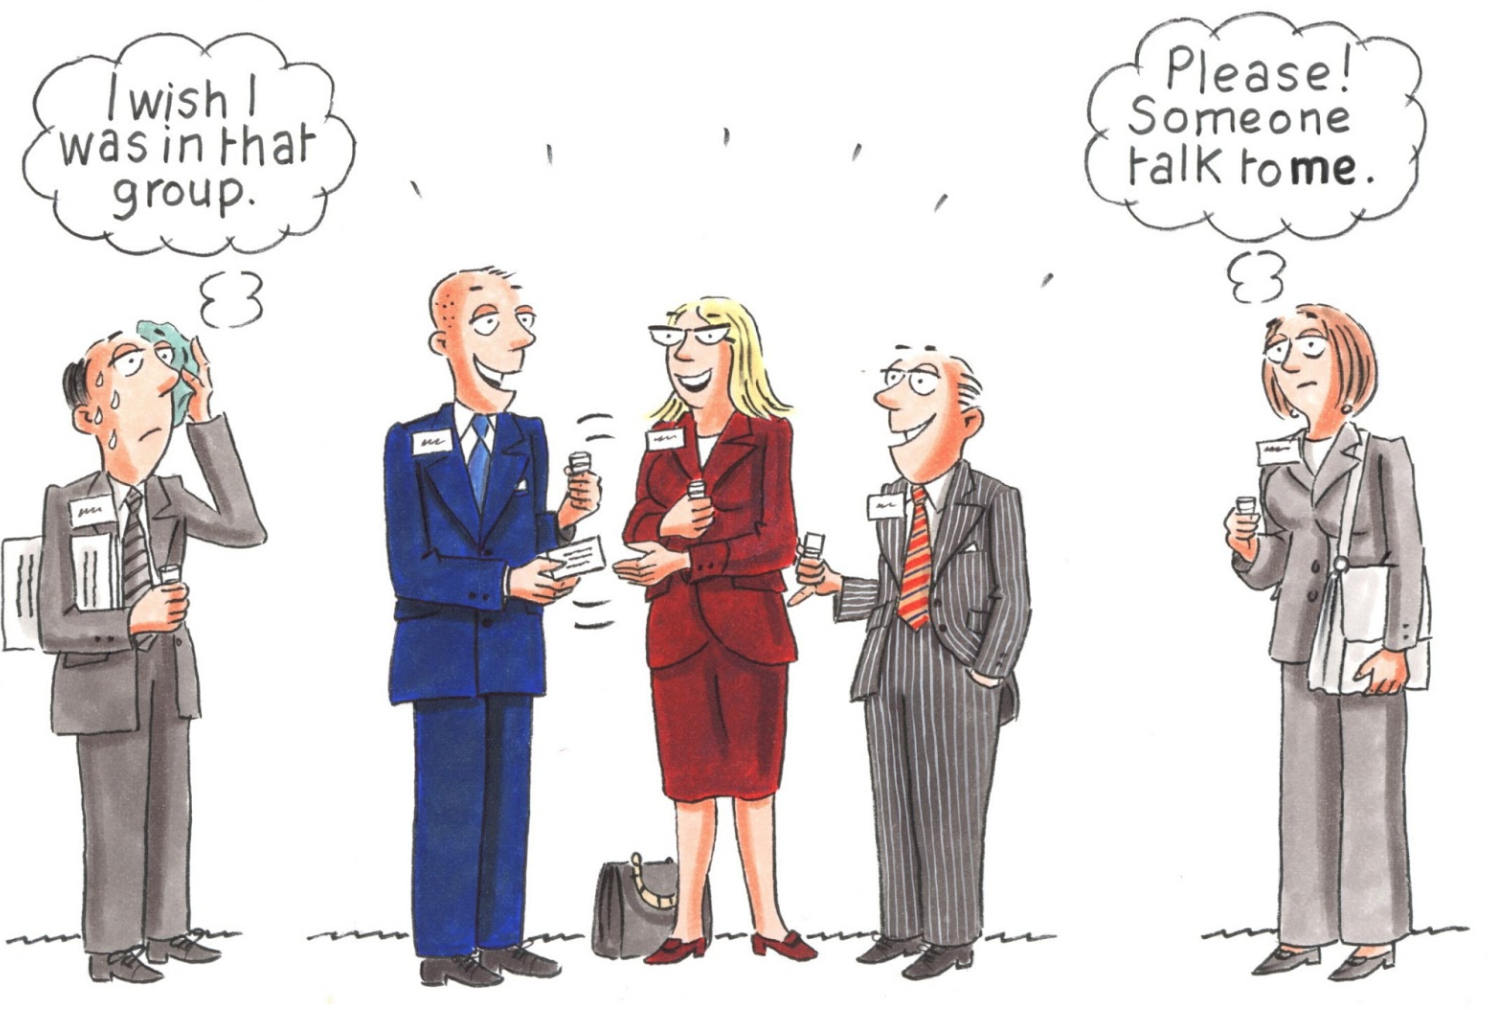 I wish I
was in that
group.
Please!
Someone
talk to me.